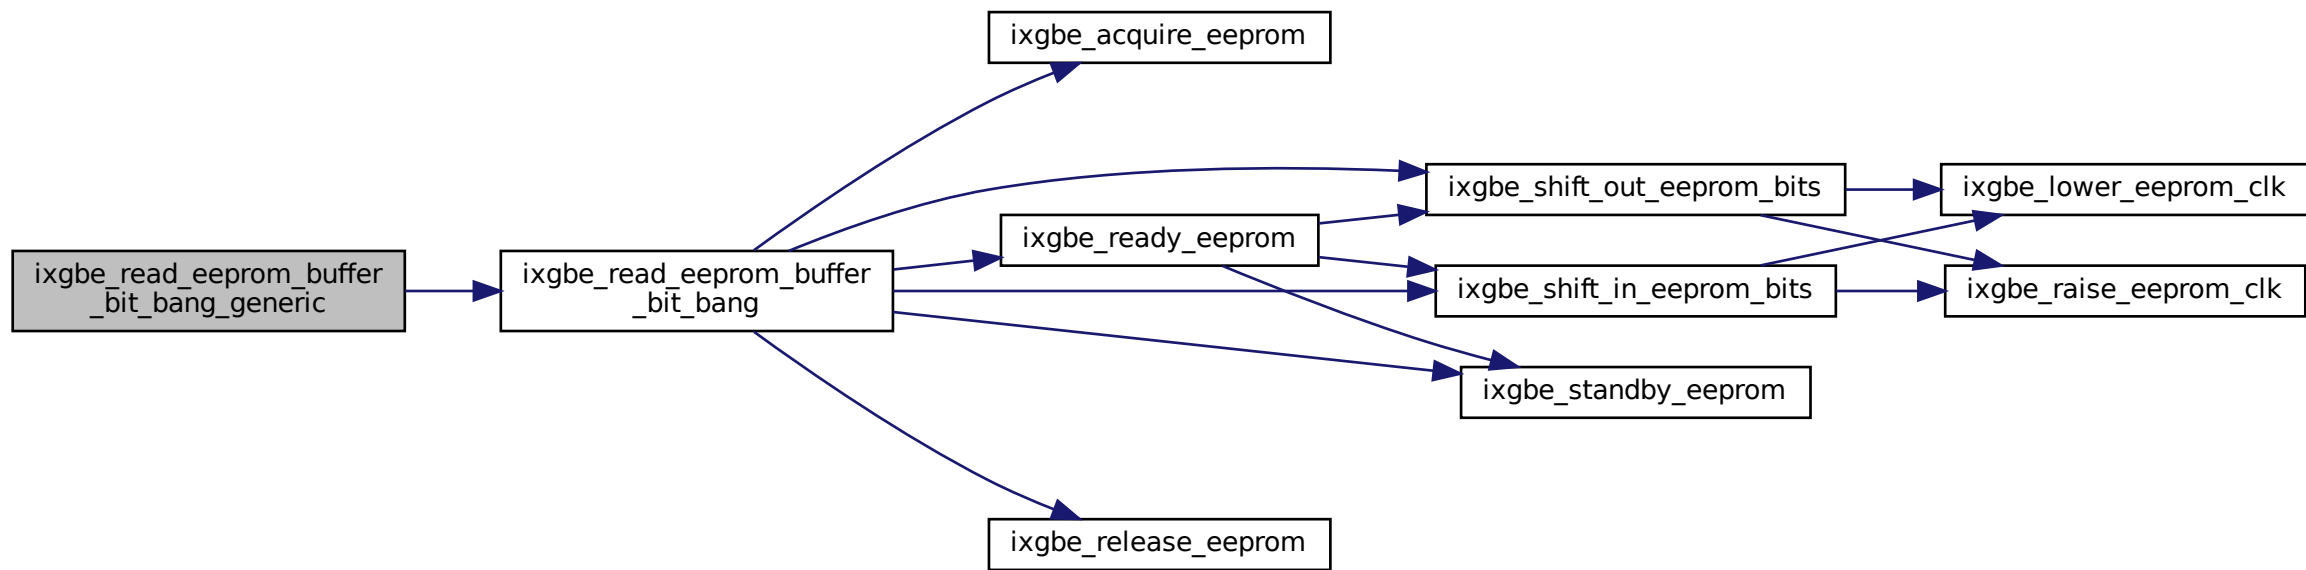 ixgbe_acquire_eeprom
ixgbe_shift_out_eeprom_bits
ixgbe_lower_eeprom_clk
ixgbe_ready_eeprom
ixgbe_read_eeprom_buffer
_bit_bang_generic
ixgbe_read_eeprom_buffer
_bit_bang
ixgbe_shift_in_eeprom_bits
ixgbe_raise_eeprom_clk
ixgbe_standby_eeprom
ixgbe_release_eeprom